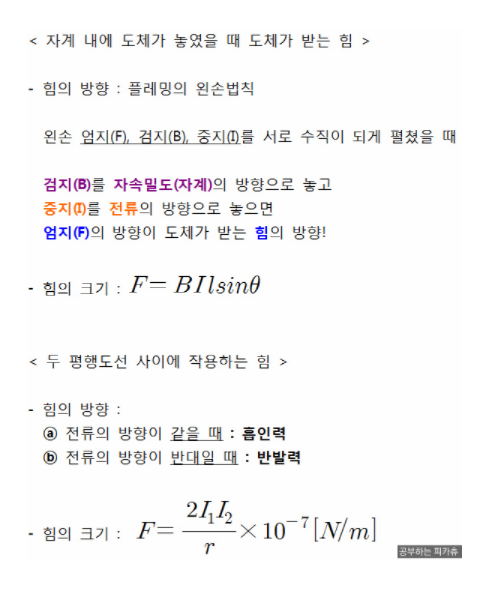 < 자계 내에 도체가 놓였을 때 도체가 받는 힘 >
- 힘의 방향 : 플레밍의 왼손법칙
왼손 엄지(F), 검지(B), 중지(I)를 서로 수직이 되게 펼쳤을 때
검지(B)를 자속밀도(자계)의 방향으로 놓고
중지(I)를 전류의 방향으로 놓으면
엄지(F)의 방향이 도체가 받는 힘의 방향!
- 힘의 크기 : F = BIlsinθ
< 두 평행도선 사이에 작용하는 힘 >
- 힘의 방향 :
ⓐ 전류의 방향이 같을 때 : 흡인력
ⓑ 전류의 방향이 반대일 때 : 반발력
- 힘의 크기 : F = 2I₁I₂/r × 10⁻⁷ [N/m]
공부하는 피카츄